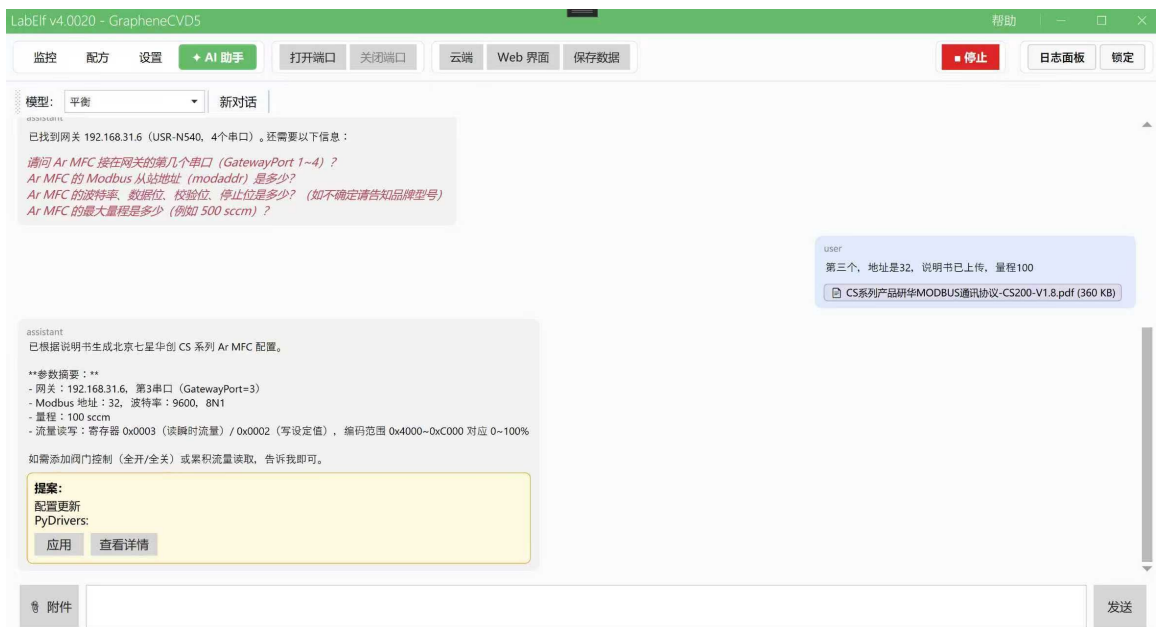 LabElf v4.0020 - GrapheneCVD5
帮助
监控 配方 设置 AI 助手 打开端口 关闭端口 云端 Web 界面 保存数据 停止 日志面板 锁定
模型: 平衡 新对话
assistant
已找到网关 192.168.31.6（USR-N540，4个串口）。还需要以下信息：
请问 Ar MFC 接在网关的第几个串口（GatewayPort 1~4）？
Ar MFC 的 Modbus 从站地址（modaddr）是多少？
Ar MFC 的波特率、数据位、校验位、停止位是多少？（如不确定请告知品牌型号）
Ar MFC 的最大量程是多少（例如 500 sccm）？
user
第三个，地址是32，说明书已上传，量程100
CS系列产品研华MODBUS通讯协议-CS200-V1.8.pdf (360 KB)
assistant
已根据说明书生成北京七星华创 CS 系列 Ar MFC 配置。
**参数摘要：**
- 网关：192.168.31.6，第3串口（GatewayPort=3）
- Modbus 地址：32，波特率：9600，8N1
- 量程：100 sccm
- 流量读写：寄存器 0x0003（读瞬时流量）/ 0x0002（写设定值），编码范围 0x4000~0xC000 对应 0~100%
如需添加阀门控制（全开/全关）或累积流量读取，告诉我即可。
提案：
配置更新
PyDrivers:
应用 查看详情
附件
发送